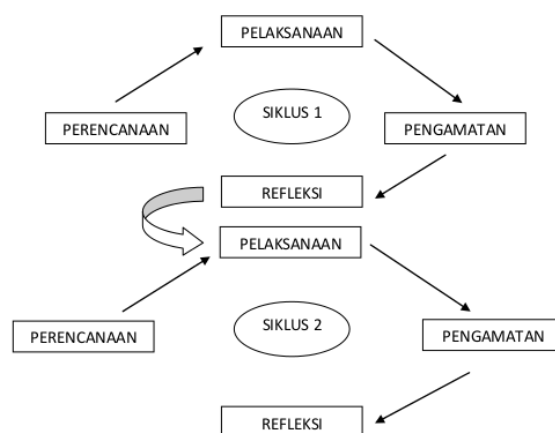 PELAKSANAAN
SIKLUS 1
PERENCANAAN
PENGAMATAN
REFLEKSI
PELAKSANAAN
SIKLUS 2
PERENCANAAN
PENGAMATAN
REFLEKSI